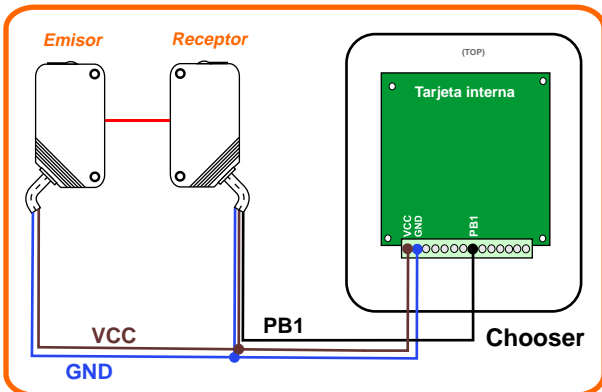 Emisor
Receptor
(TOP)
Tarjeta interna
VCC
GND
PB1
VCC
PB1
GND
Chooser